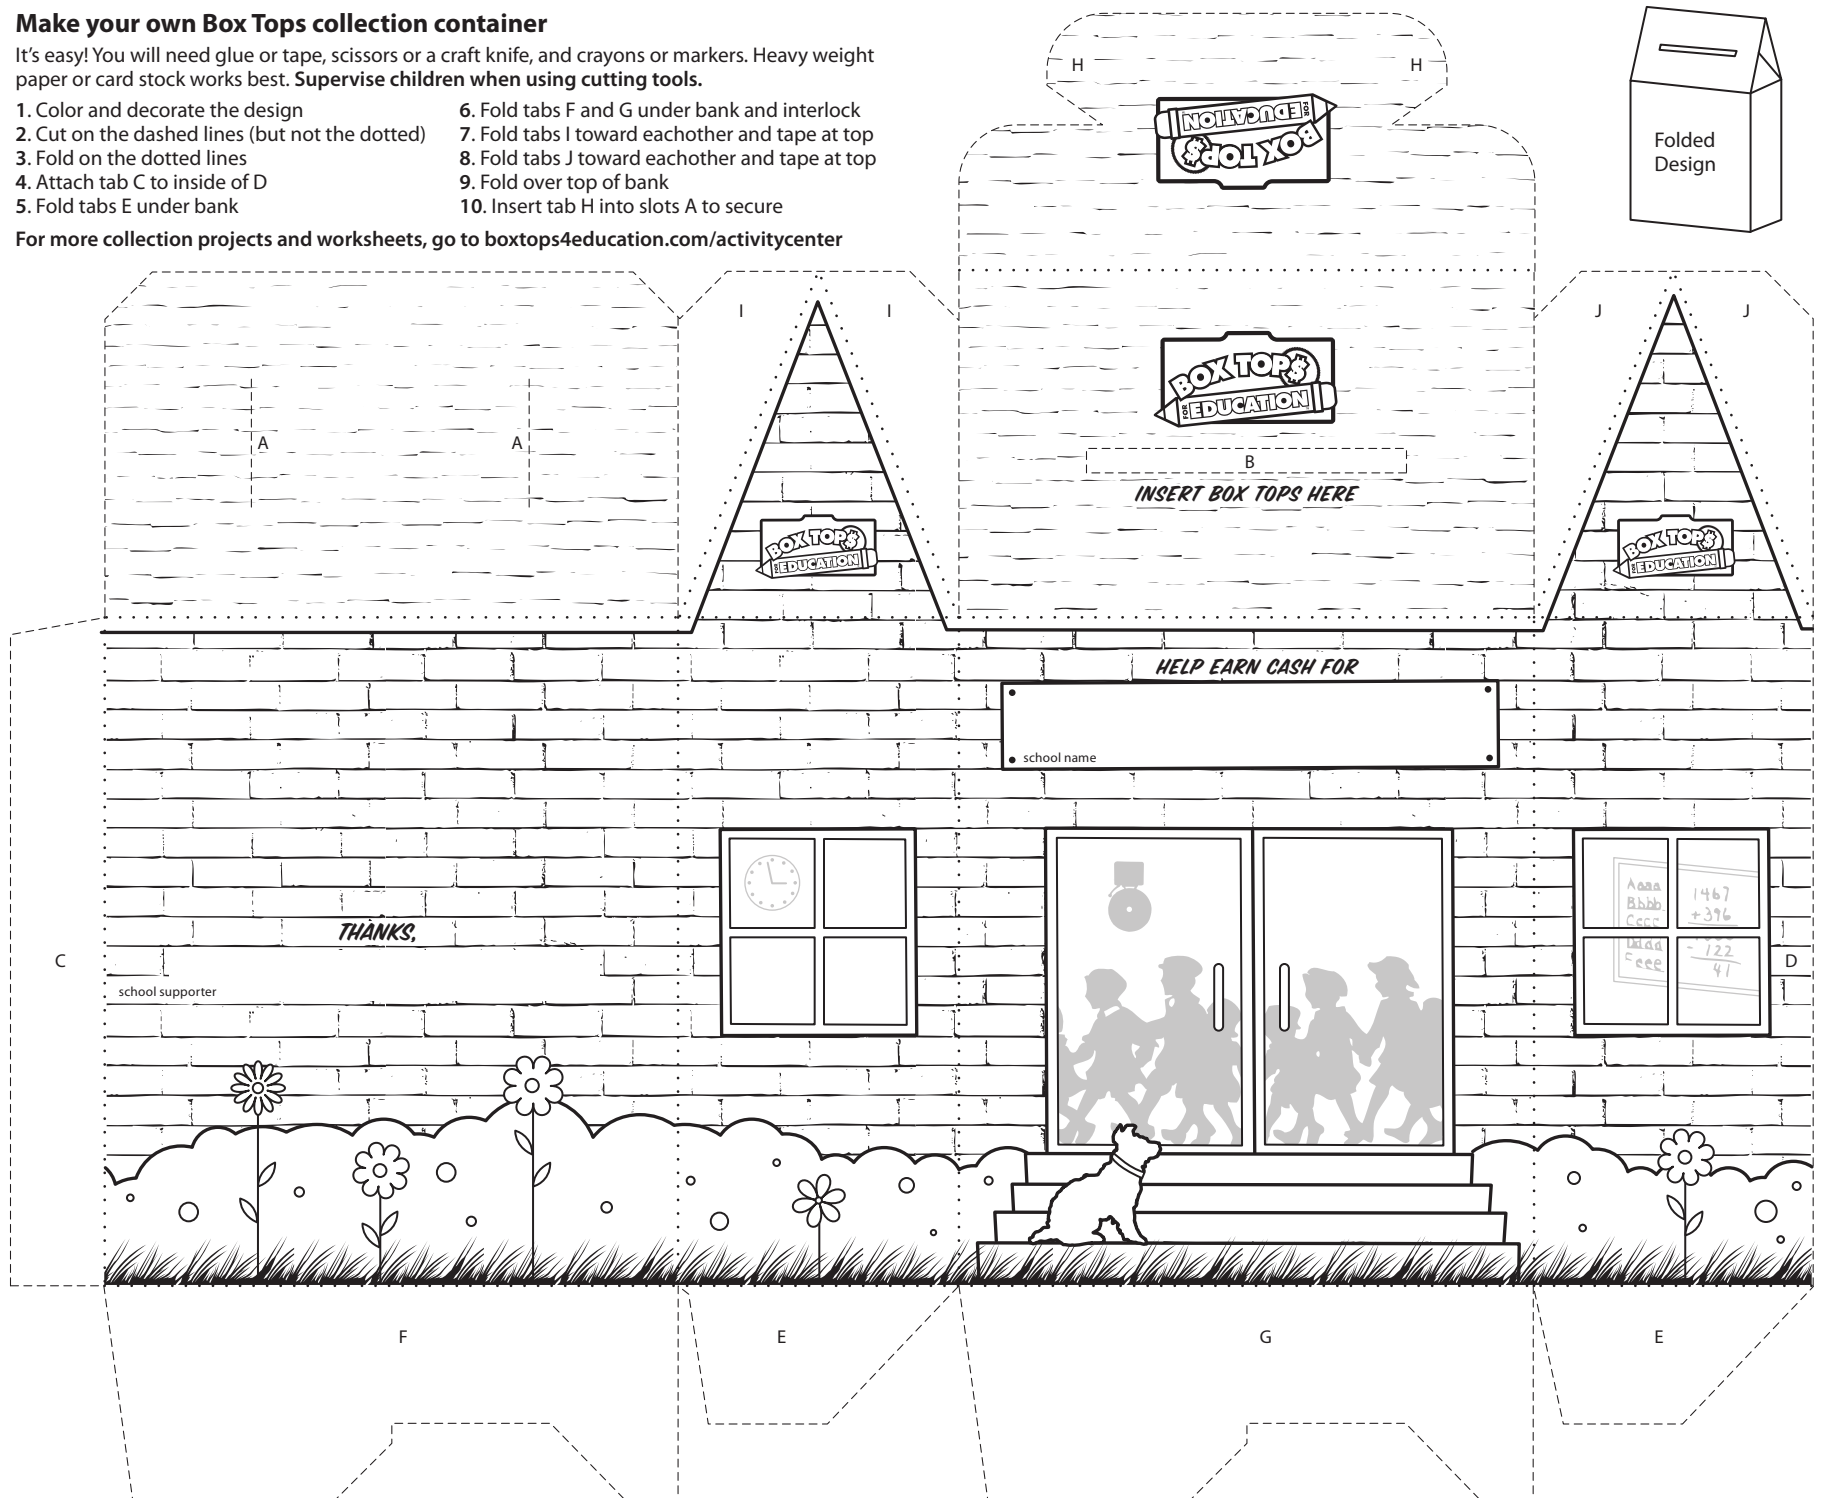 Make your own Box Tops collection container
It's easy! You will need glue or tape, scissors or a craft knife, and crayons or markers. Heavy weight
paper or card stock works best. Supervise children when using cutting tools.
1. Color and decorate the design
2. Cut on the dashed lines (but not the dotted)
3. Fold on the dotted lines
4. Attach tab C to inside of D
5. Fold tabs E under bank
6. Fold tabs F and G under bank and interlock
7. Fold tabs I toward eachother and tape at top
8. Fold tabs J toward eachother and tape at top
9. Fold over top of bank
10. Insert tab H into slots A to secure
For more collection projects and worksheets, go to boxtops4education.com/activitycenter
H
H
BOX TOPS
FOR EDUCATION
Folded
Design
I
I
J
J
BOX TOPS
FOR EDUCATION
A
A
B
INSERT BOX TOPS HERE
BOX TOPS
FOR EDUCATION
BOX TOPS
FOR EDUCATION
HELP EARN CASH FOR
school name
THANKS,
school supporter
Aaaa
Bbbb
Cccc
Dddd
eee
1467
+396
- 122
41
C
D
F
E
G
E